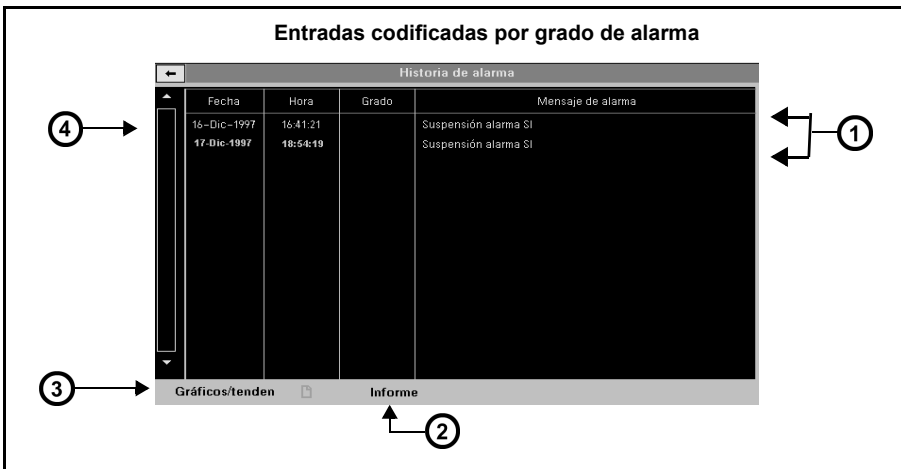 Entradas codificadas por grado de alarma
Historia de alarma
Fecha Hora Grado Mensaje de alarma
16-Dic-1997 16:41:21 Suspensión alarma SI
17-Dic-1997 18:54:19 Suspensión alarma SI
4
1
3
Gráficos/tenden Informe
2